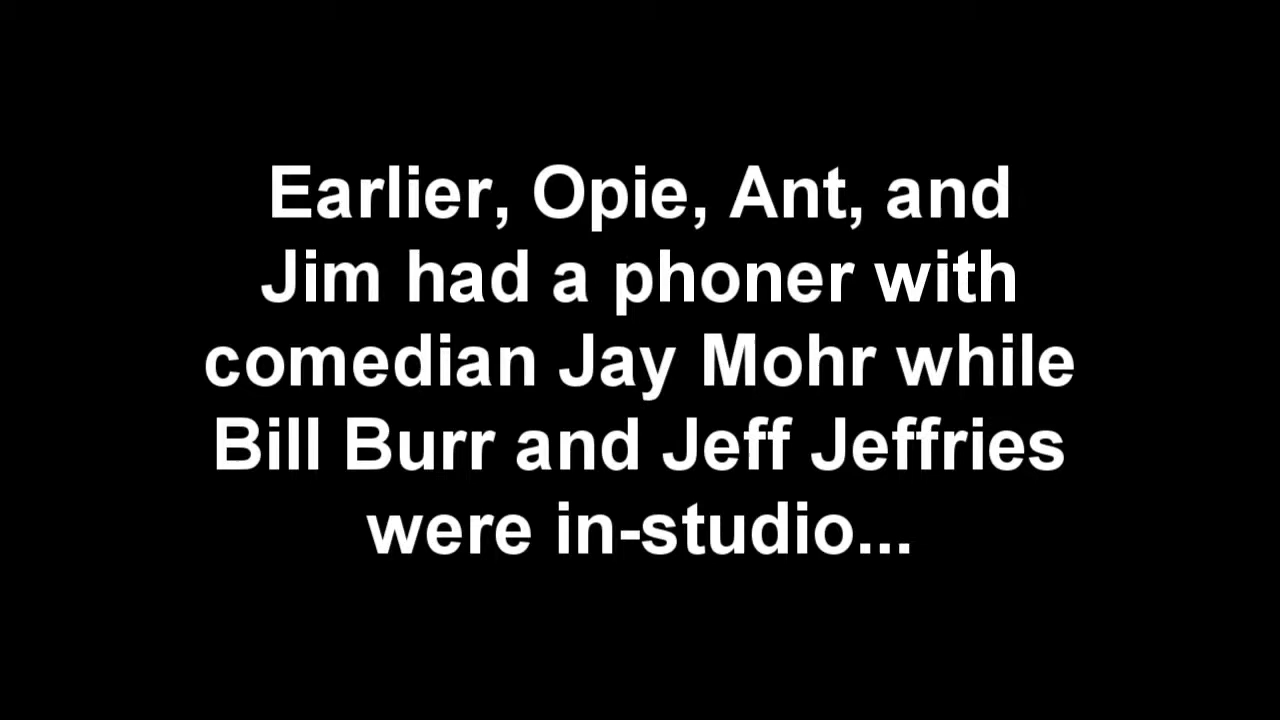 Earlier, Opie, Ant, and
Jim had a phoner with
comedian Jay Mohr while
Bill Burr and Jeff Jeffries
were in-studio...